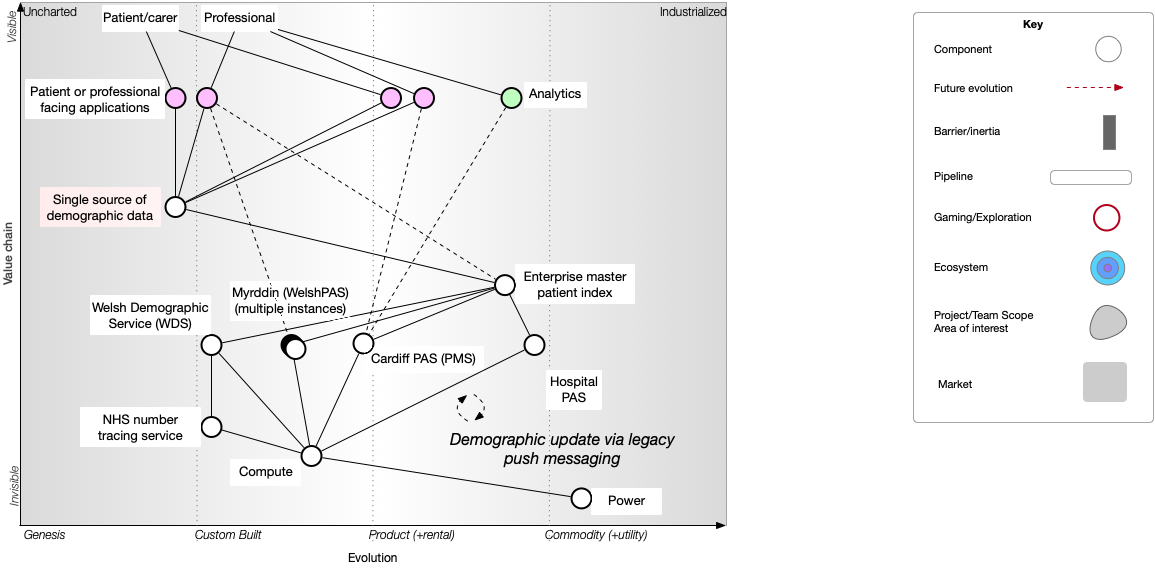 Uncharted
Industrialized
Visible
Patient/carer
Professional
Patient or professional
facing applications
Analytics
Single source of
demographic data
Value chain
Enterprise master
patient index
Myrddin (WelshPAS)
(multiple instances)
Welsh Demographic
Service (WDS)
Cardiff PAS (PMS)
Hospital
PAS
NHS number
tracing service
Demographic update via legacy
push messaging
Compute
Power
Invisible
Genesis
Custom Built
Product (+rental)
Commodity (+utility)
Evolution
Key
Component
Future evolution
Barrier/inertia
Pipeline
Gaming/Exploration
Ecosystem
Project/Team Scope
Area of interest
Market